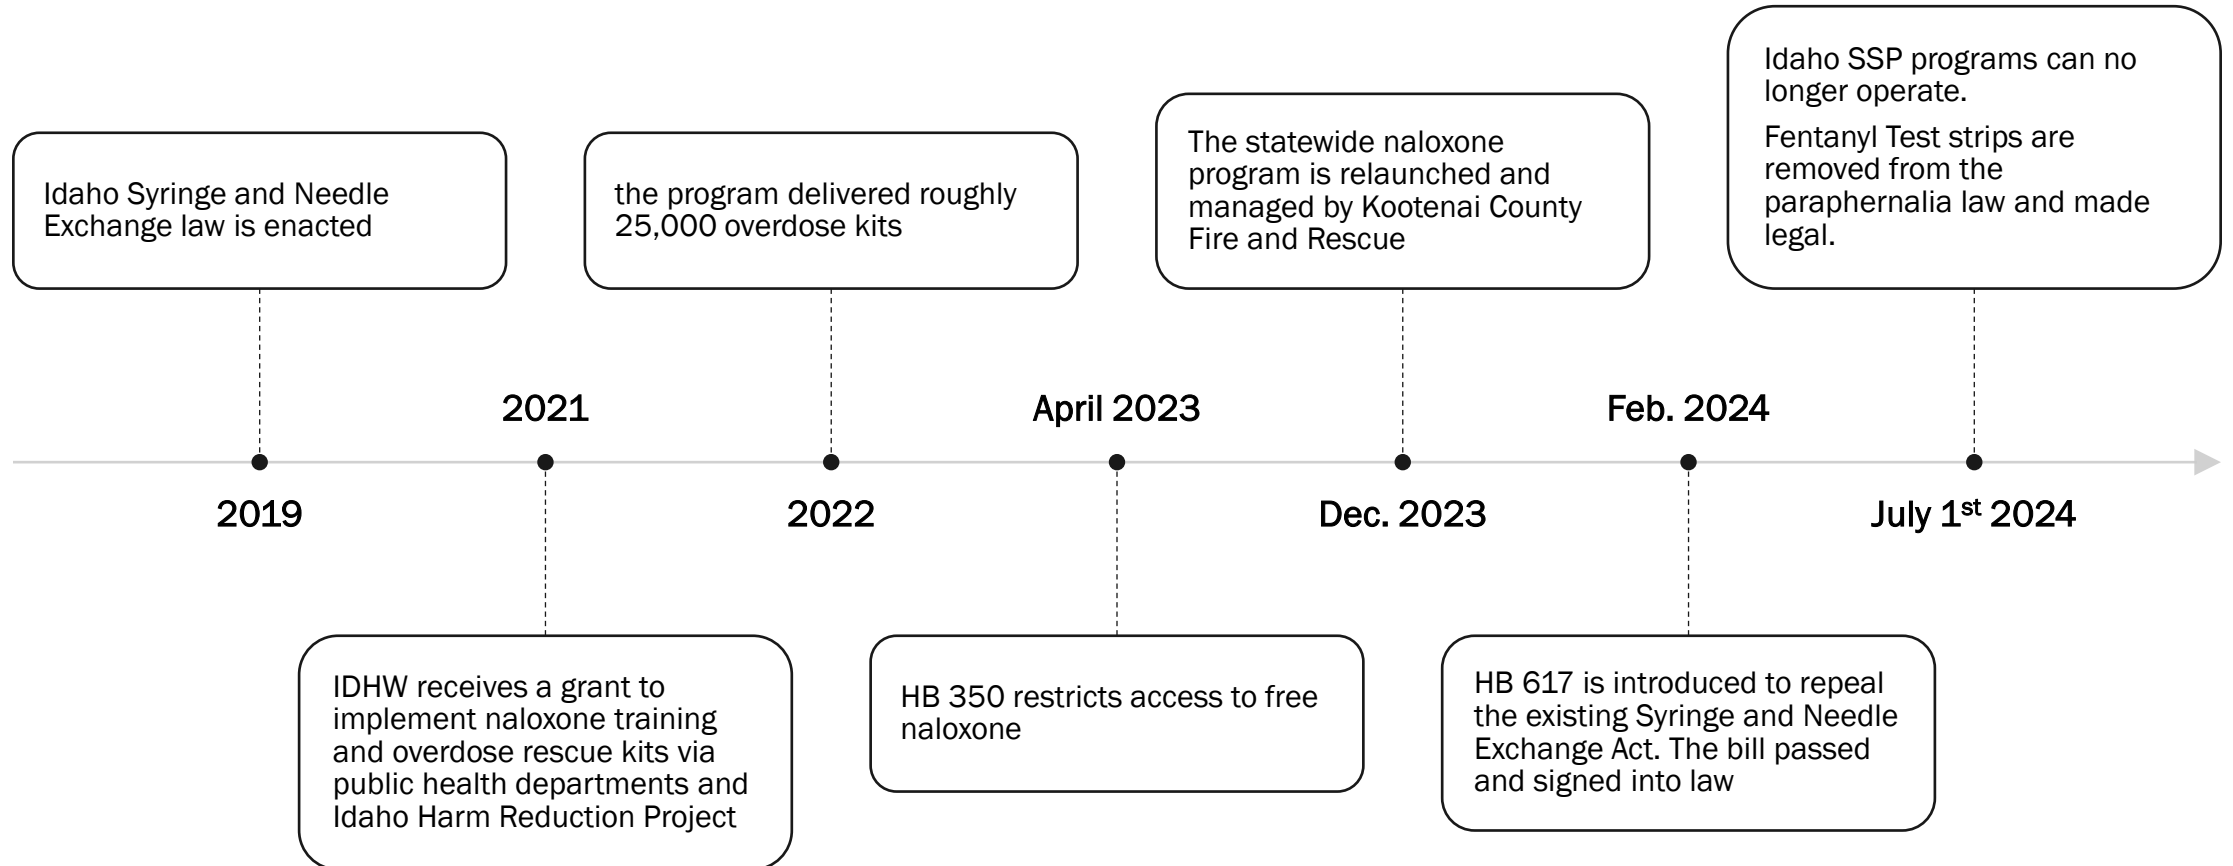 Idaho Syringe and Needle
Exchange law is enacted
the program delivered roughly
25,000 overdose kits
The statewide naloxone
program is relaunched and
managed by Kootenai County
Fire and Rescue
Idaho SSP programs can no
longer operate.
Fentanyl Test strips are
removed from the
paraphernalia law and made
legal.
2021
April 2023
Feb. 2024
2019
2022
Dec. 2023
July 1st 2024
IDHW receives a grant to
implement naloxone training
and overdose rescue kits via
public health departments and
Idaho Harm Reduction Project
HB 350 restricts access to free
naloxone
HB 617 is introduced to repeal
the existing Syringe and Needle
Exchange Act. The bill passed
and signed into law